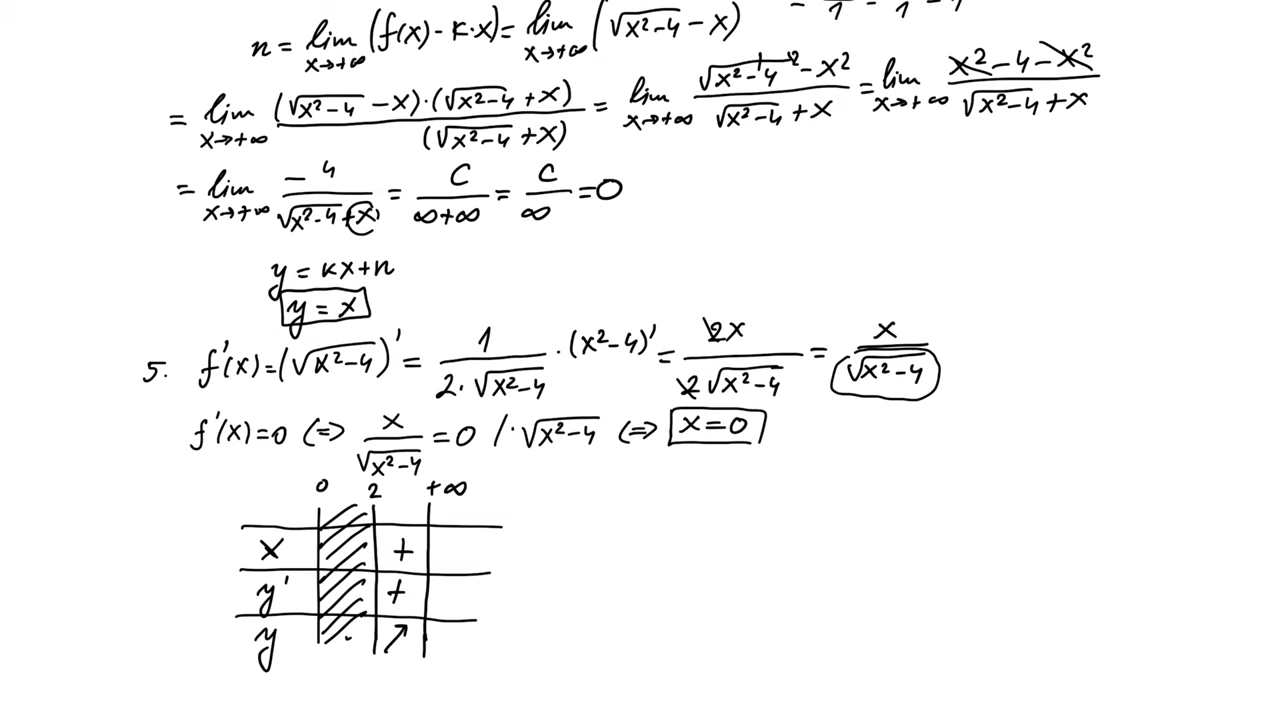 n = lim x→+∞ (f(x) - k·x) = lim x→+∞ (√(x²-4) - x)
= lim x→+∞ ((√(x²-4) - x)·(√(x²-4) + x))/(√(x²-4) + x) = lim x→+∞ (√(x²-4)² - x²)/(√(x²-4) + x) = lim x→+∞ (x² - 4 - x²)/(√(x²-4) + x)
= lim x→+∞ (-4)/(√(x²-4) + x) = C/(∞+∞) = C/∞ = 0
y = kx+n
y = x
5. f'(x) = (√(x²-4))' = 1/(2·√(x²-4)) · (x²-4)' = 2x/(2√(x²-4)) = x/√(x²-4)
f'(x)=0 (=> x/√(x²-4) = 0 /·√(x²-4) (=> x=0
0 2 +∞
x +
y' +
y ↗